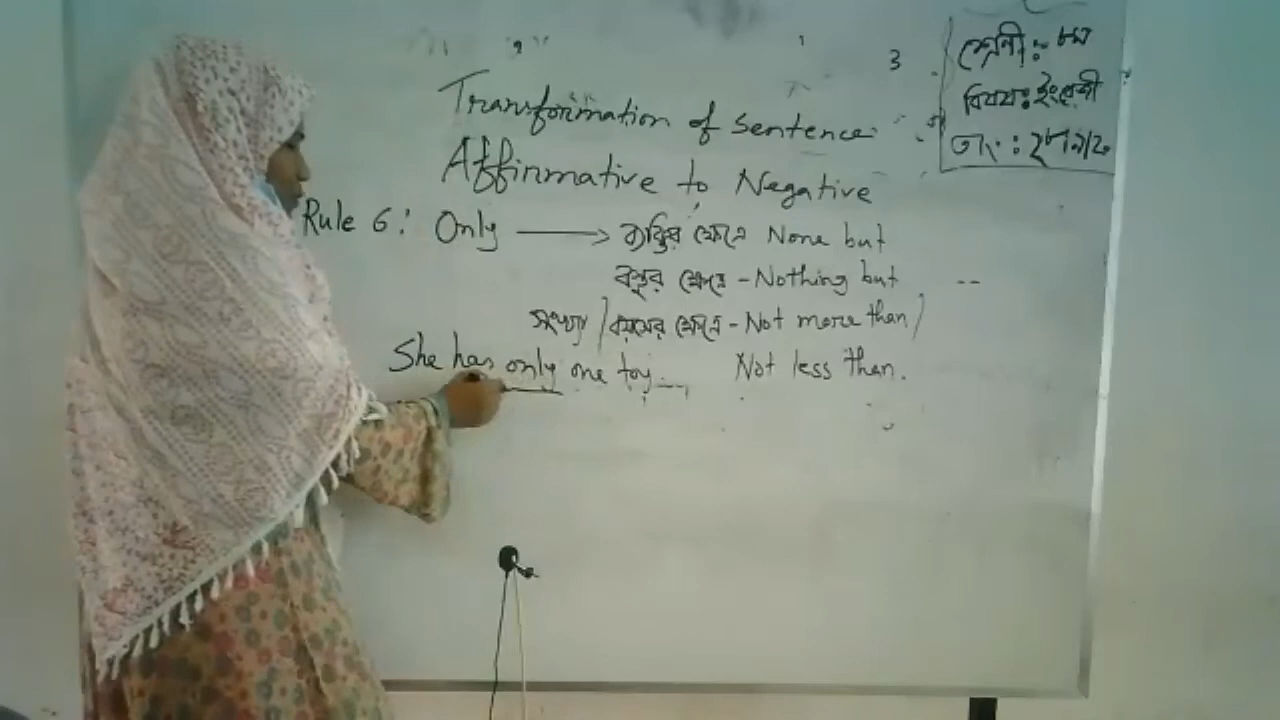 Transformation of Sentence:
Affirmative to Negative
Rule 6: Only → ব্যক্তির ক্ষেত্রে None but
বস্তুর ক্ষেত্রে - Nothing but
সংখ্যা / বয়সের ক্ষেত্রে - Not more than /
Not less than.
She has only one toy.
3
শ্রেনী: ৮ম
বিষয়: ইংরেজী
তাং: